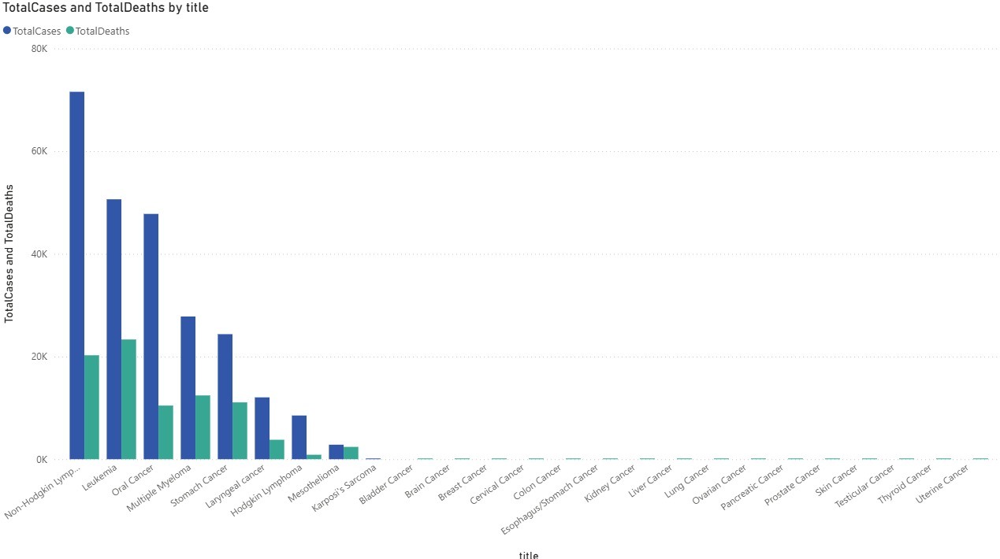 TotalCases and TotalDeaths by title
TotalCases TotalDeaths
80K
60K
40K
20K
0K
TotalCases and TotalDeaths
Non-Hodgkin Lymp...
Leukemia
Oral Cancer
Multiple Myeloma
Stomach Cancer
Laryngeal cancer
Hodgkin Lymphoma
Mesothelioma
Karposi's Sarcoma
Bladder Cancer
Brain Cancer
Breast Cancer
Cervical Cancer
Colon Cancer
Esophagus/Stomach Cancer
Kidney Cancer
Liver Cancer
Lung Cancer
Ovarian Cancer
Pancreatic Cancer
Prostate Cancer
Skin Cancer
Testicular Cancer
Thyroid Cancer
Uterine Cancer
title